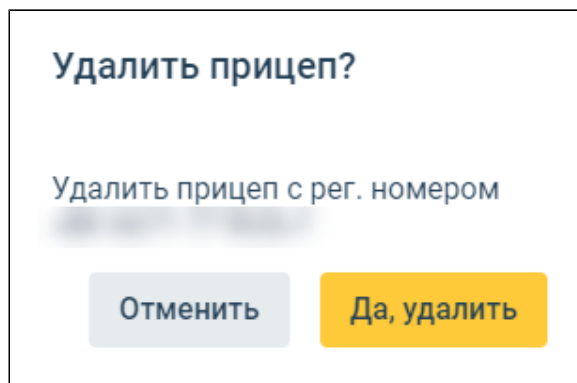 Удалить прицеп?
Удалить прицеп с рег. номером
Отменить
Да, удалить